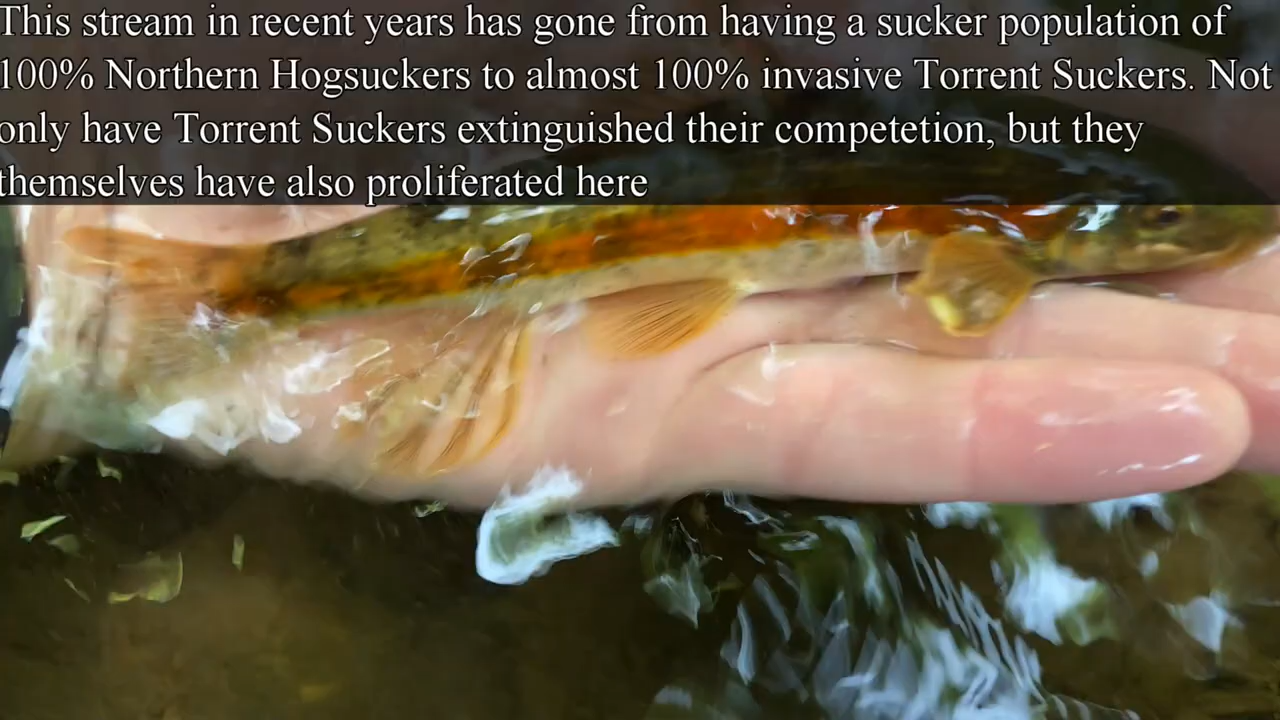 This stream in recent years has gone from having a sucker population of
100% Northern Hogsuckers to almost 100% invasive Torrent Suckers. Not
only have Torrent Suckers extinguished their competetion, but they
themselves have also proliferated here